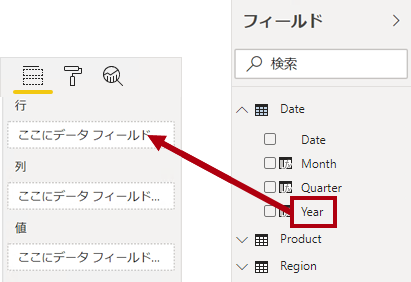 行
ここにデータ フィールド...
列
ここにデータ フィールド...
値
ここにデータ フィールド...
フィールド
検索
Date
Date
Month
Quarter
Year
Product
Region